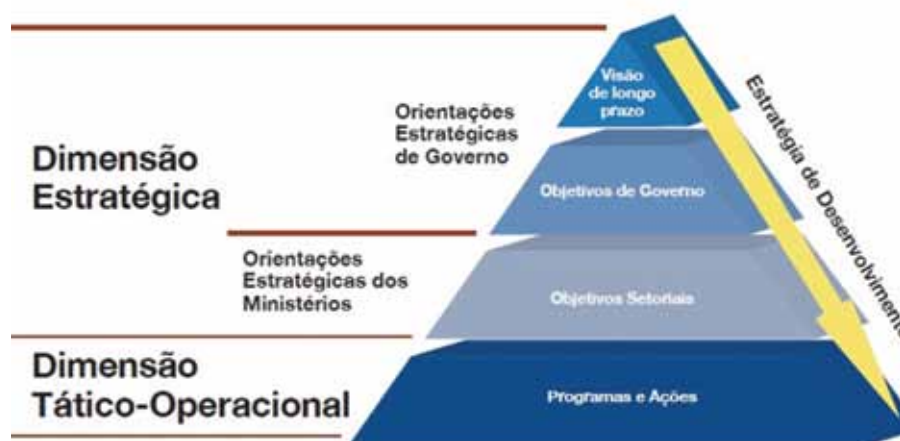 Visão
de longo
prazo
Orientações
Estratégicas
de Governo
Dimensão
Estratégica
Objetivos de Governo
Estratégia de Desenvolvimento
Orientações
Estratégicas dos
Ministérios
Objetivos Setoriais
Dimensão
Tático-Operacional
Programas e Ações